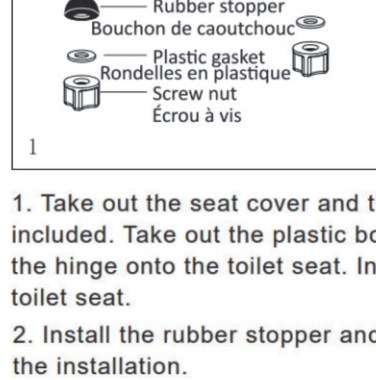 Rubber stopper
Bouchon de caoutchouc
Plastic gasket
Rondelles en plastique
Screw nut
Écrou à vis
1
1. Take out the seat cover and
included. Take out the plastic
the hinge onto the toilet seat. In
toilet seat.
2. Install the rubber stopper and
the installation.